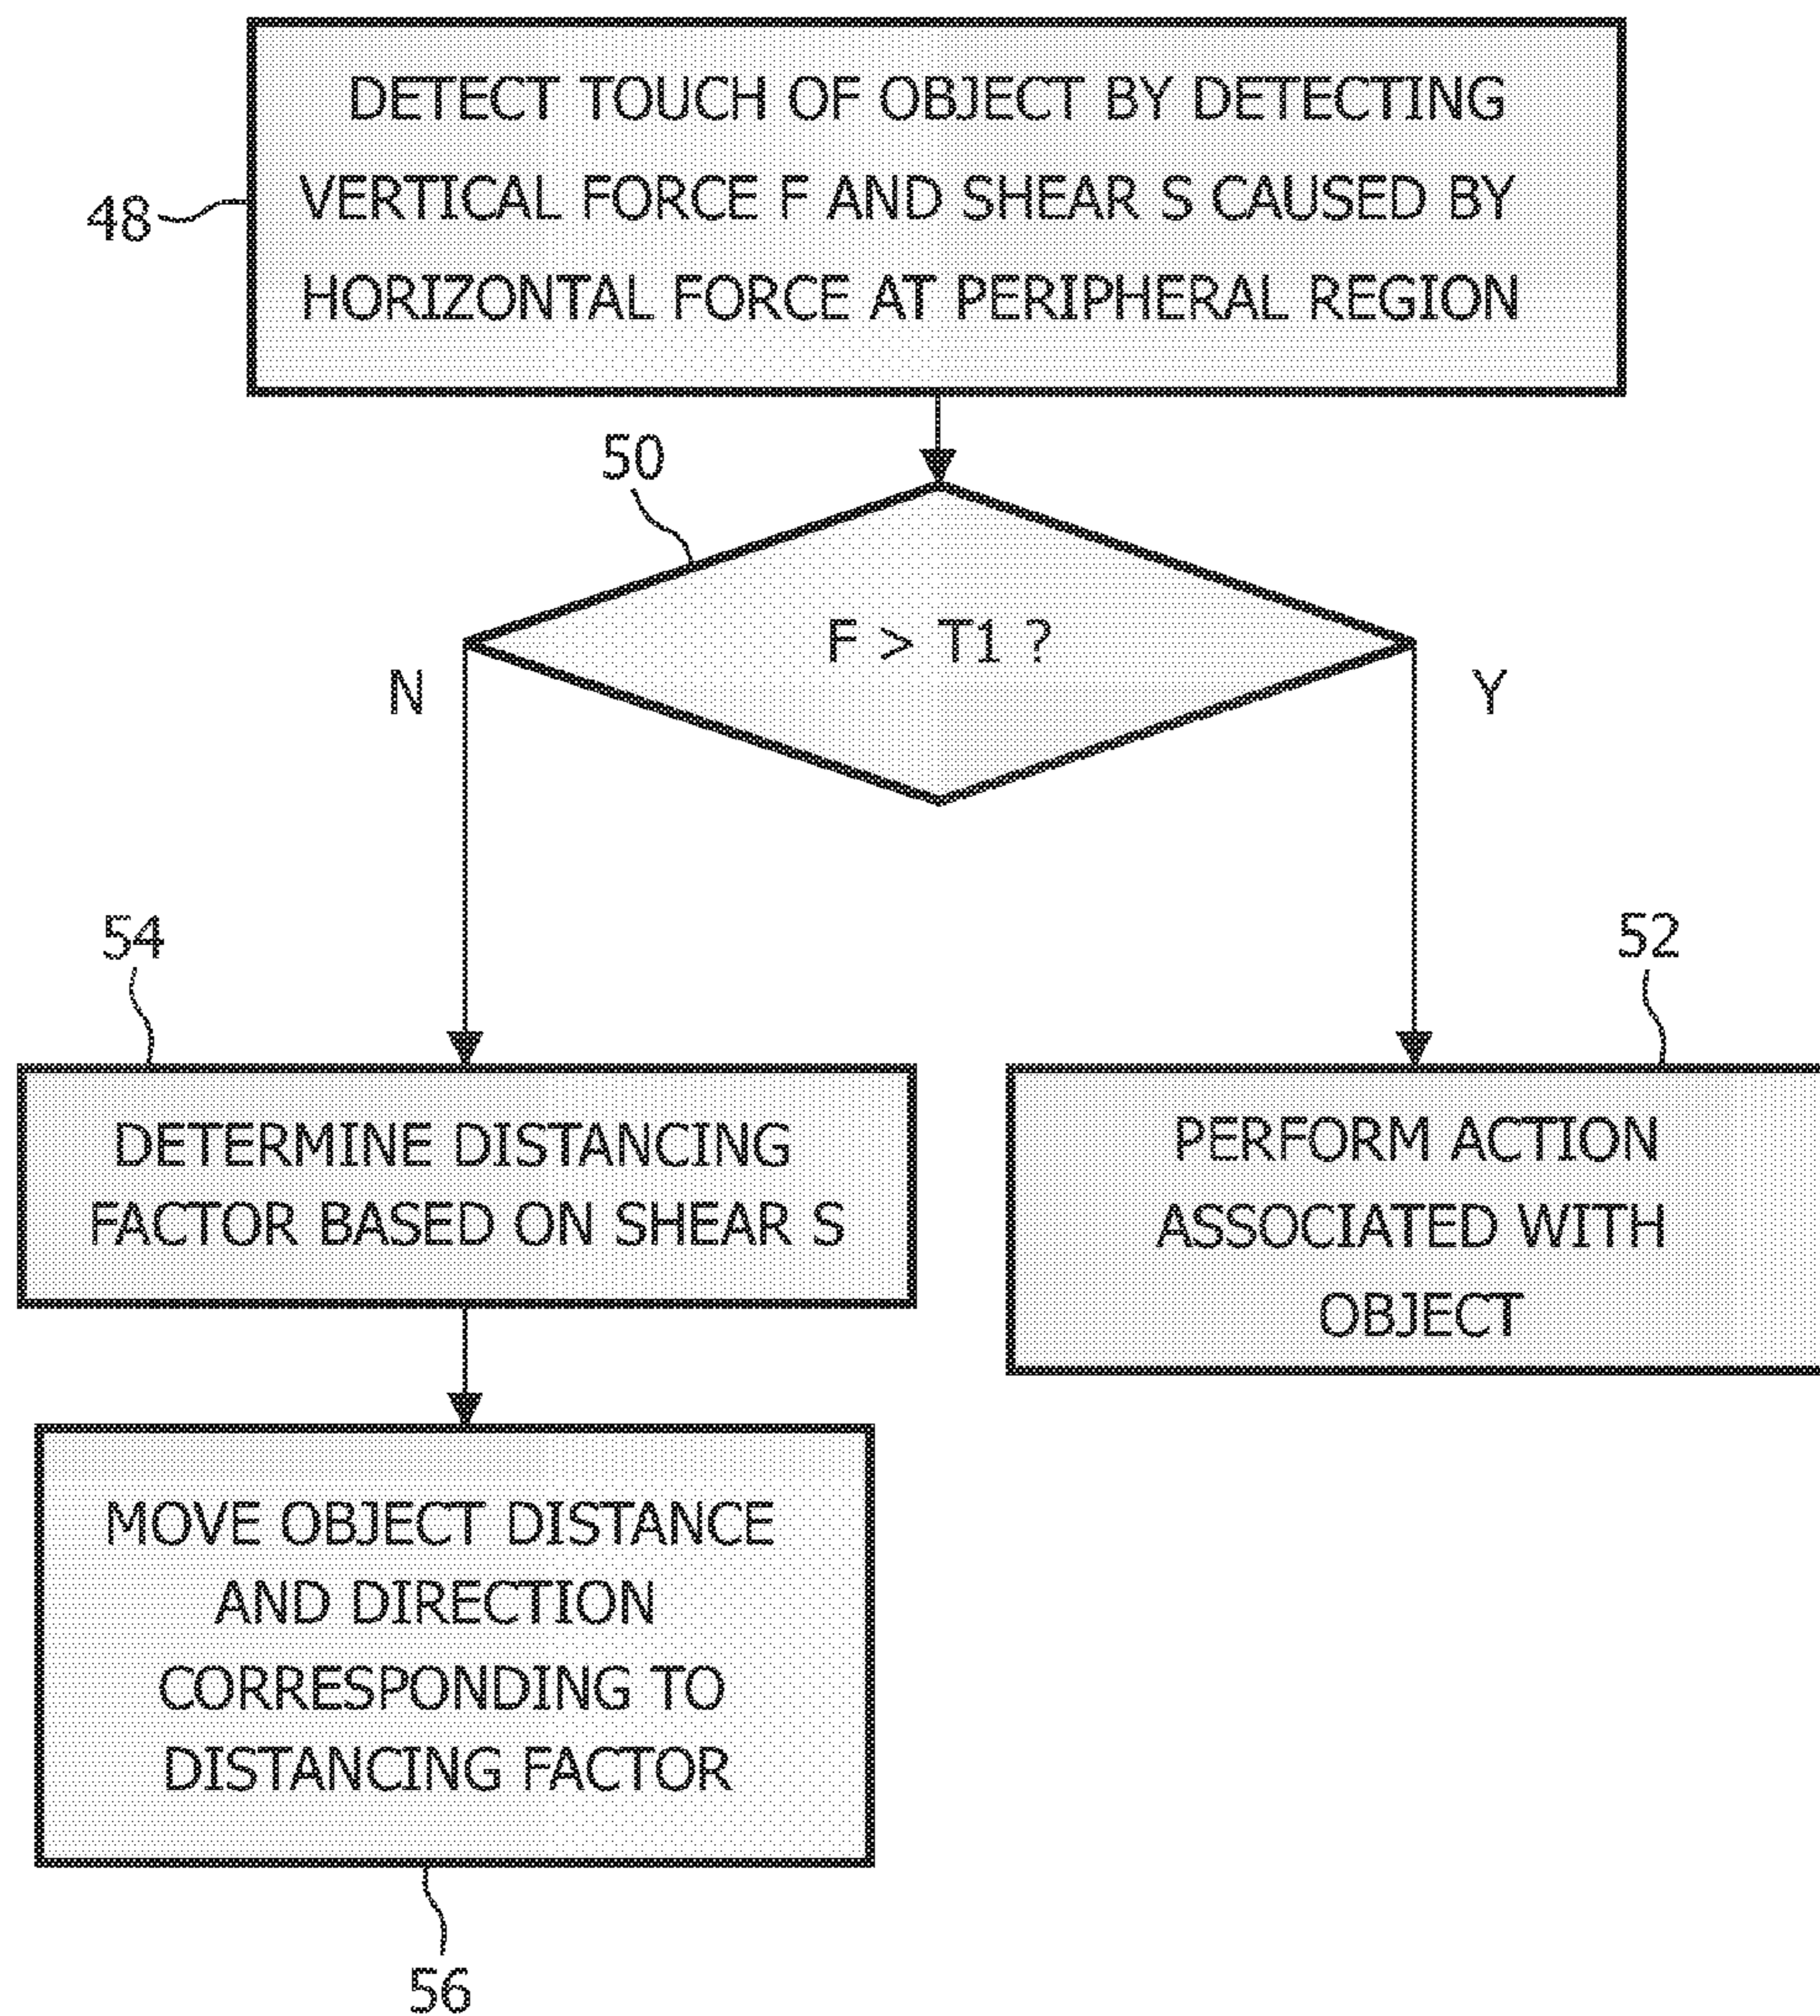 DETECT TOUCH OF OBJECT BY DETECTING
VERTICAL FORCE F AND SHEAR S CAUSED BY
HORIZONTAL FORCE AT PERIPHERAL REGION
48
50
F > T1 ?
N
Y
54
52
DETERMINE DISTANCING
FACTOR BASED ON SHEAR S
PERFORM ACTION
ASSOCIATED WITH
OBJECT
MOVE OBJECT DISTANCE
AND DIRECTION
CORRESPONDING TO
DISTANCING FACTOR
56